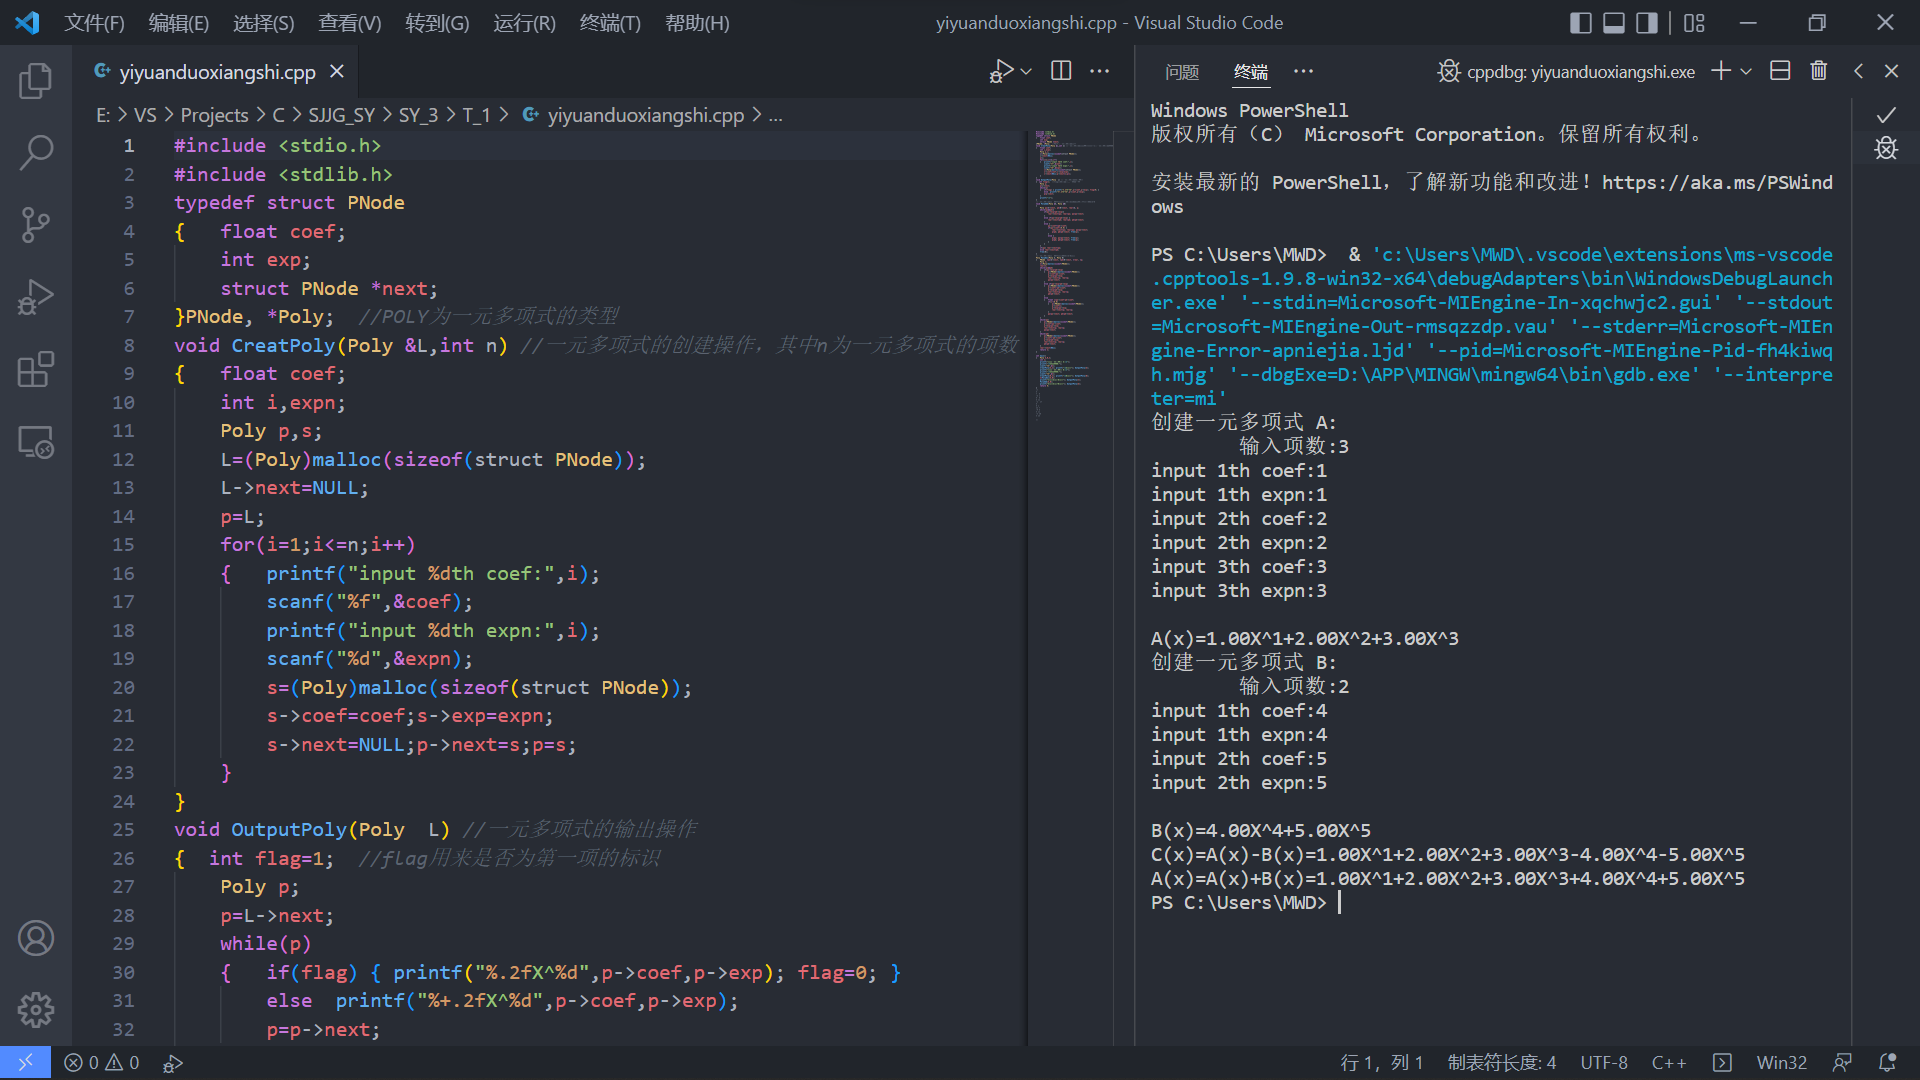 文件(F) 编辑(E) 选择(S) 查看(V) 转到(G) 运行(R) 终端(T) 帮助(H)
yiyuanduoxiangshi.cpp - Visual Studio Code
yiyuanduoxiangshi.cpp
E: > VS > Projects > C > SJJG_SY > SY_3 > T_1 > yiyuanduoxiangshi.cpp > ...
1 #include <stdio.h>
2 #include <stdlib.h>
3 typedef struct PNode
4 {   float coef;
5     int exp;
6     struct PNode *next;
7 }PNode, *Poly;  //POLY为一元多项式的类型
8 void CreatPoly(Poly &L,int n) //一元多项式的创建操作，其中n为一元多项式的项数
9 {   float coef;
10     int i,expn;
11     Poly p,s;
12     L=(Poly)malloc(sizeof(struct PNode));
13     L->next=NULL;
14     p=L;
15     for(i=1;i<=n;i++)
16     {   printf("input %dth coef:",i);
17         scanf("%f",&coef);
18         printf("input %dth expn:",i);
19         scanf("%d",&expn);
20         s=(Poly)malloc(sizeof(struct PNode));
21         s->coef=coef;s->exp=expn;
22         s->next=NULL;p->next=s;p=s;
23     }
24 }
25 void OutputPoly(Poly  L) //一元多项式的输出操作
26 {  int flag=1;  //flag用来是否为第一项的标识
27     Poly p;
28     p=L->next;
29     while(p)
30     {   if(flag) { printf("%.2fX^%d",p->coef,p->exp); flag=0; }
31         else  printf("%+.2fX^%d",p->coef,p->exp);
32         p=p->next;
问题 终端 ··· cppdbg: yiyuanduoxiangshi.exe
Windows PowerShell
版权所有（C） Microsoft Corporation。保留所有权利。
安装最新的 PowerShell，了解新功能和改进！https://aka.ms/PSWind
ows
PS C:\Users\MWD>  & 'c:\Users\MWD\.vscode\extensions\ms-vscode
.cpptools-1.9.8-win32-x64\debugAdapters\bin\WindowsDebugLaunch
er.exe' '--stdin=Microsoft-MIEngine-In-xqchwjc2.gui' '--stdout
=Microsoft-MIEngine-Out-rmsqzzdp.vau' '--stderr=Microsoft-MIEn
gine-Error-apniejia.ljd' '--pid=Microsoft-MIEngine-Pid-fh4kiwq
h.mjg' '--dbgExe=D:\APP\MINGW\mingw64\bin\gdb.exe' '--interpre
ter=mi'
创建一元多项式 A:
        输入项数:3
input 1th coef:1
input 1th expn:1
input 2th coef:2
input 2th expn:2
input 3th coef:3
input 3th expn:3
A(x)=1.00X^1+2.00X^2+3.00X^3
创建一元多项式 B:
        输入项数:2
input 1th coef:4
input 1th expn:4
input 2th coef:5
input 2th expn:5
B(x)=4.00X^4+5.00X^5
C(x)=A(x)-B(x)=1.00X^1+2.00X^2+3.00X^3-4.00X^4-5.00X^5
A(x)=A(x)+B(x)=1.00X^1+2.00X^2+3.00X^3+4.00X^4+5.00X^5
PS C:\Users\MWD>
0 0
行 1，列 1 制表符长度: 4 UTF-8 C++ Win32